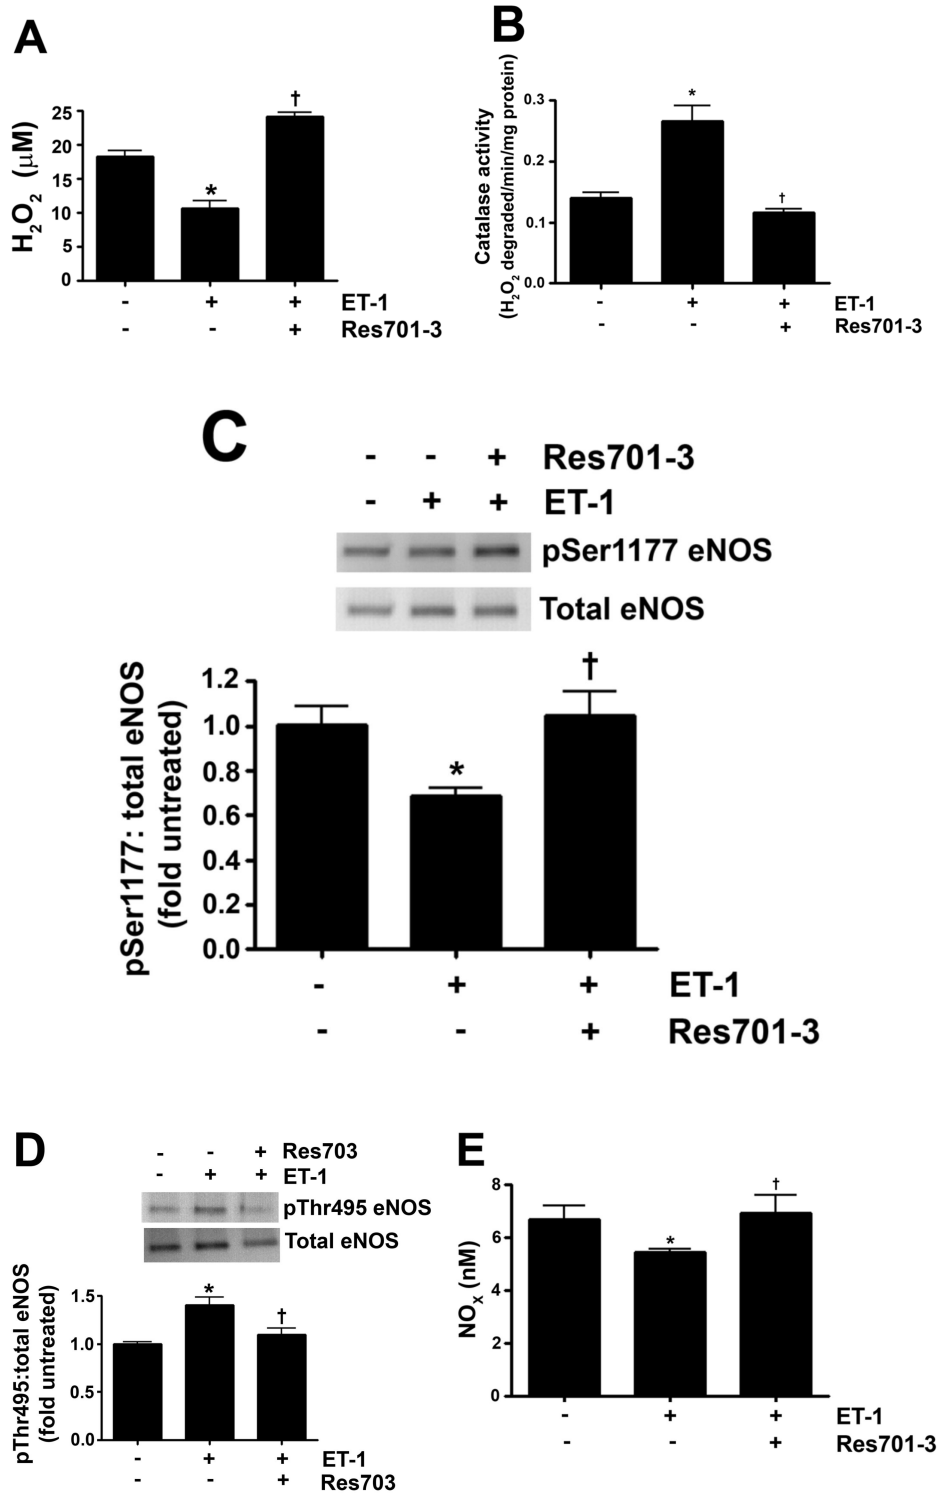 A
H2O2 (μM)
25
20
15
10
5
0
*
†
- + + ET-1
- - + Res701-3
B
Catalase activity
(H2O2 degraded/min/mg protein)
0.3
0.2
0.1
0.0
*
†
- + + ET-1
- - + Res701-3
C
- - + Res701-3
- + + ET-1
pSer1177 eNOS
Total eNOS
pSer1177: total eNOS
(fold untreated)
1.2
1.0
0.8
0.6
0.4
0.2
0.0
*
†
- + + ET-1
- - + Res701-3
D
- - + Res703
- + + ET-1
pThr495 eNOS
Total eNOS
pThr495:total eNOS
(fold untreated)
1.5
1.0
0.5
0.0
*
†
- + + ET-1
- - + Res703
E
NOX (nM)
8
6
4
2
0
*
†
- + + ET-1
- - + Res701-3